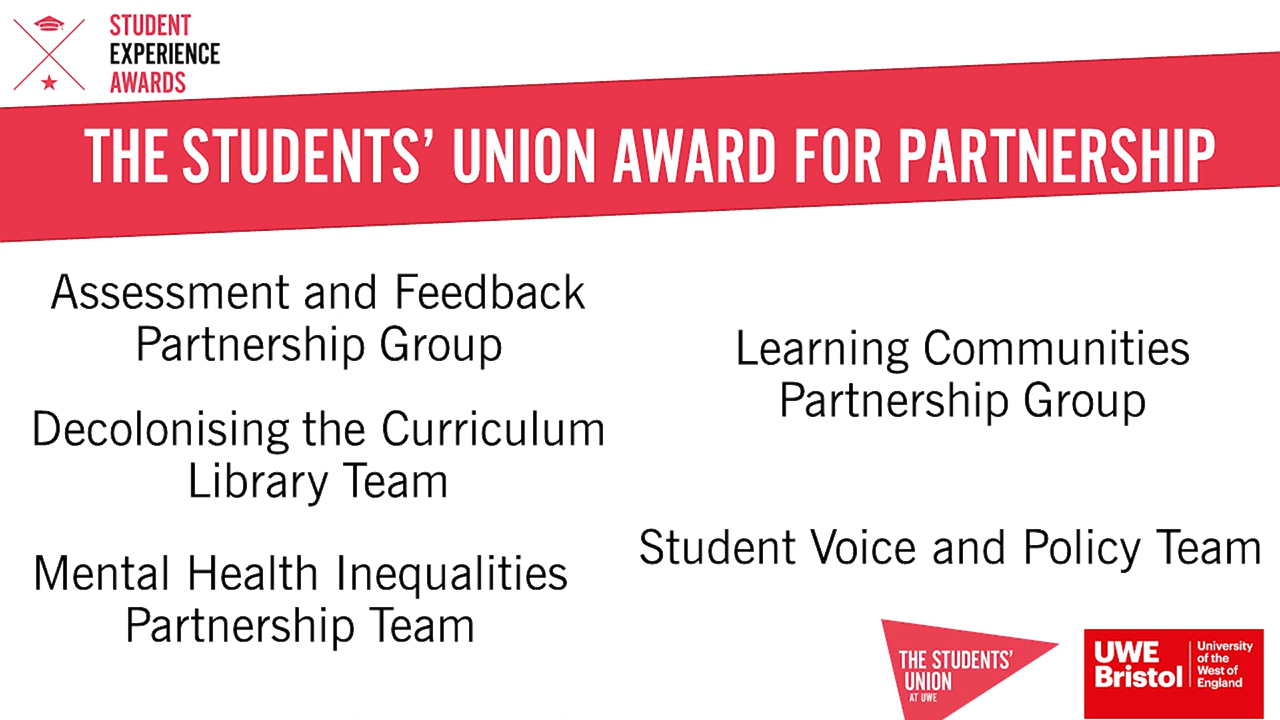 STUDENT
EXPERIENCE
AWARDS
THE STUDENTS’ UNION AWARD FOR PARTNERSHIP
Assessment and Feedback
Partnership Group
Decolonising the Curriculum
Library Team
Mental Health Inequalities
Partnership Team
Learning Communities
Partnership Group
Student Voice and Policy Team
THE STUDENTS’
UNION
AT UWE
UWE
Bristol
University
of the
West of
England